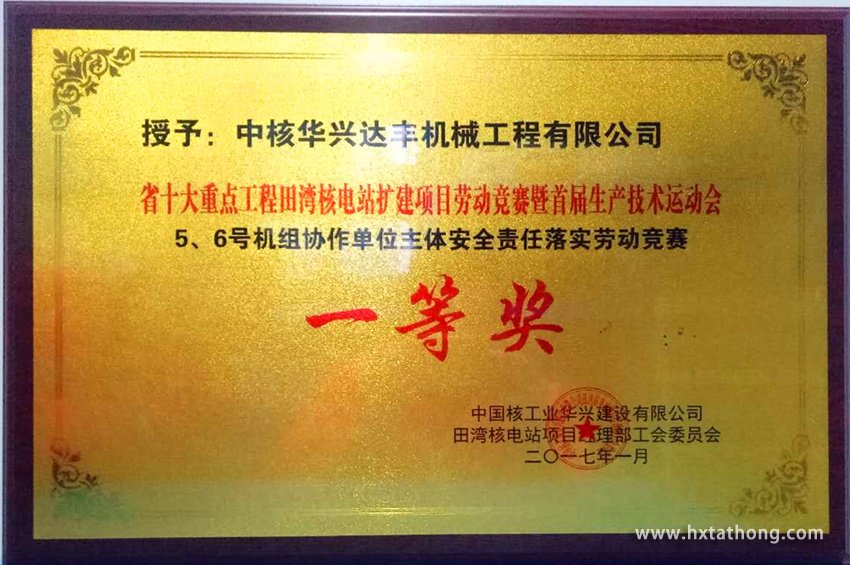 授予：中核华兴达丰机械工程有限公司
省十大重点工程田湾核电站扩建项目劳动竞赛暨首届生产技术运动会
5、6号机组协作单位主体安全责任落实劳动竞赛
一等奖
中国核工业华兴建设有限公司
田湾核电站项目经理部工会委员会
二〇一七年一月
www.hxtathong.com